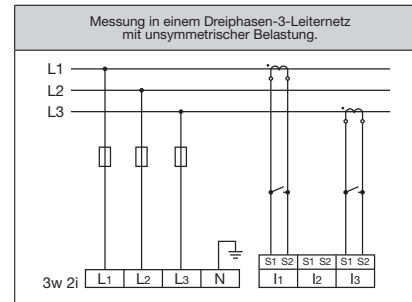 Messung in einem Dreiphasen-3-Leiternetz
mit unsymmetrischer Belastung.
L1
L2
L3
S1 S2 S1 S2 S1 S2
3w 2i L1 L2 L3 N I1 I2 I3